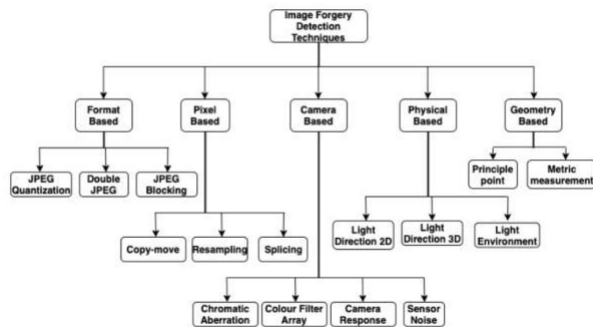 Image Forgery
Detection
Techniques
Format
Based
Pixel
Based
Camera
Based
Physical
Based
Geometry
Based
JPEG
Quantization
Double
JPEG
JPEG
Blocking
Principle
point
Metric
measurement
Copy-move
Resampling
Splicing
Light
Direction 2D
Light
Direction 3D
Light
Environment
Chromatic
Aberration
Colour Filter
Array
Camera
Response
Sensor
Noise